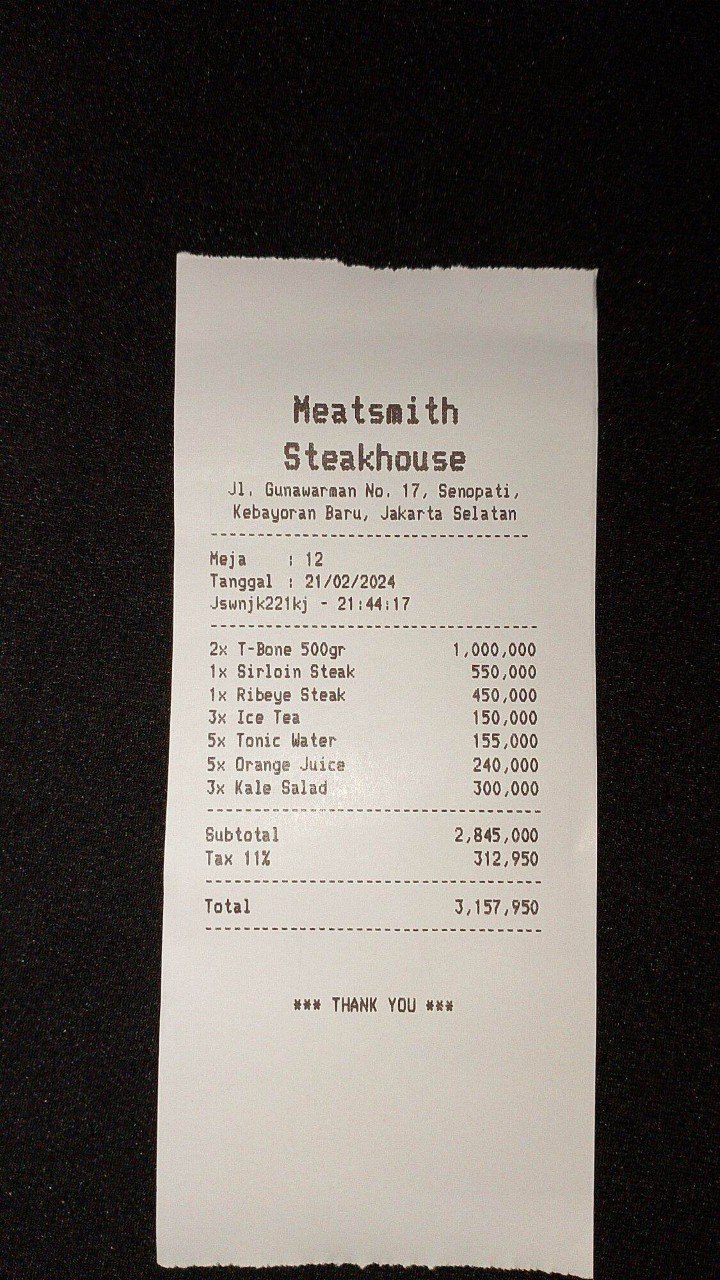 Meatsmith
Steakhouse
Jl. Gunawarman No. 17, Senopati,
Kebayoran Baru, Jakarta Selatan
-----------------------------------
Meja : 12
Tanggal : 21/02/2024
Jswnjk221kj - 21:44:17
-----------------------------------
2x T-Bone 500gr 1,000,000
1x Sirloin Steak 550,000
1x Ribeye Steak 450,000
3x Ice Tea 150,000
5x Tonic Water 155,000
5x Orange Juice 240,000
3x Kale Salad 300,000
-----------------------------------
Subtotal 2,845,000
Tax 11% 312,950
-----------------------------------
Total 3,157,950
-----------------------------------
*** THANK YOU ***